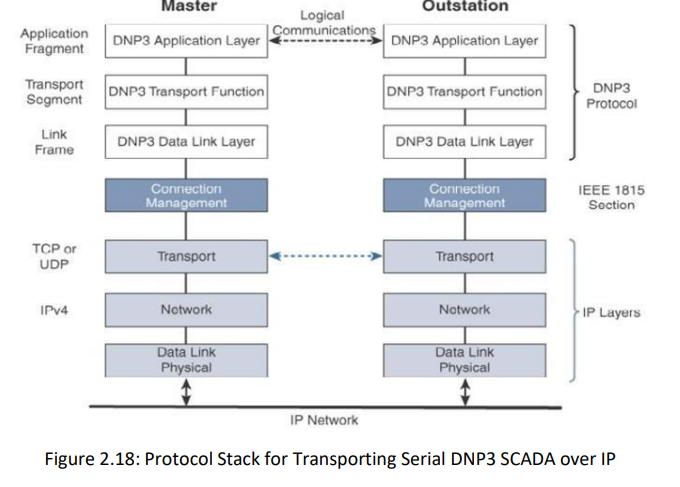 Master
Outstation
Logical
Communications
Application
Fragment
DNP3 Application Layer
DNP3 Application Layer
Transport
Segment
DNP3 Transport Function
DNP3 Transport Function
DNP3
Protocol
Link
Frame
DNP3 Data Link Layer
DNP3 Data Link Layer
Connection
Management
Connection
Management
IEEE 1815
Section
TCP or
UDP
Transport
Transport
IPv4
Network
Network
IP Layers
Data Link
Physical
Data Link
Physical
IP Network
Figure 2.18: Protocol Stack for Transporting Serial DNP3 SCADA over IP